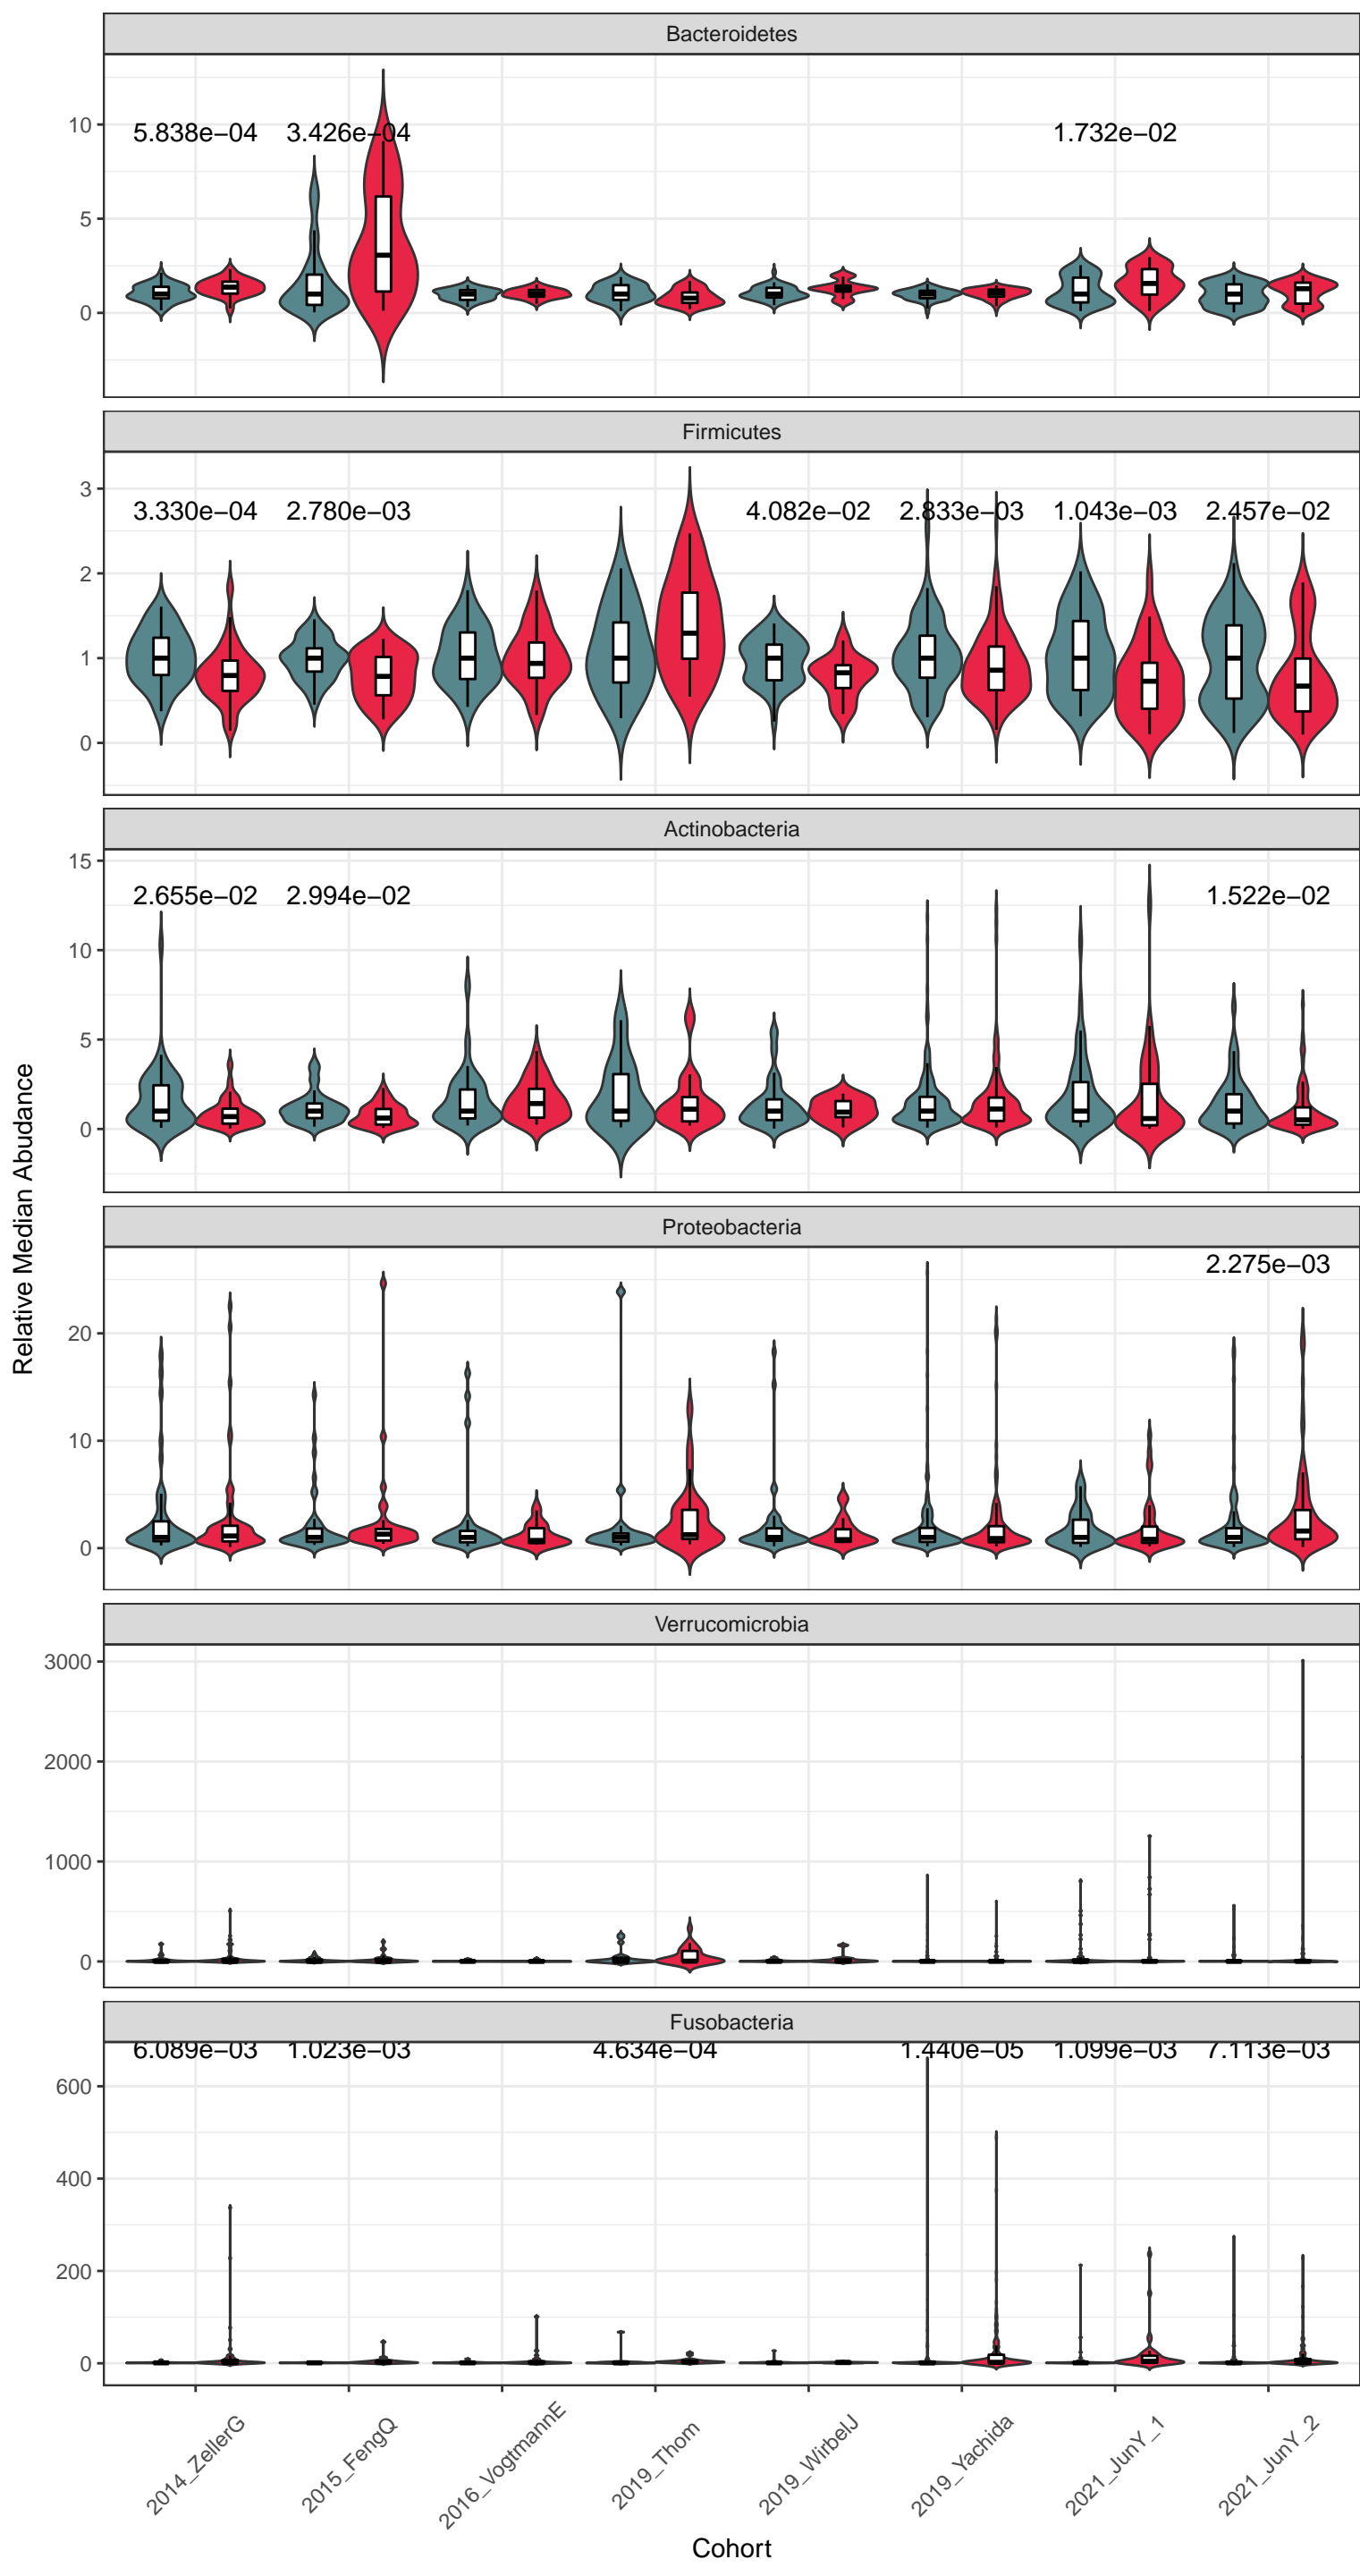 Bacteroidetes
10
5
0
5.838e−04 3.426e−04 1.732e−02
Firmicutes
3
2
1
0
3.330e−04 2.780e−03 4.082e−02 2.833e−03 1.043e−03 2.457e−02
Actinobacteria
15
10
5
0
2.655e−02 2.994e−02 1.522e−02
Relative Median Abudance
Proteobacteria
20
10
0
2.275e−03
Verrucomicrobia
3000
2000
1000
0
Fusobacteria
6.089e−03 1.023e−03 4.634e−04 1.440e−05 1.099e−03 7.113e−03
600
400
200
0
2014_ZellerG
2015_FengQ
2016_VogtmannE
2019_Thom
2019_WirbelJ
2019_Yachida
2021_JunY_1
2021_JunY_2
Cohort